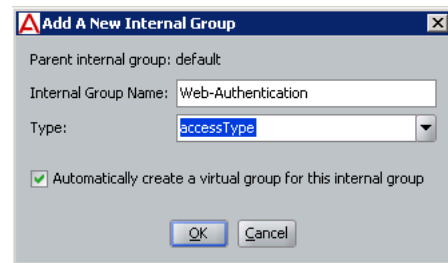 Add A New Internal Group
Parent internal group: default
Internal Group Name: Web-Authentication
Type: accessType
Automatically create a virtual group for this internal group
OK Cancel